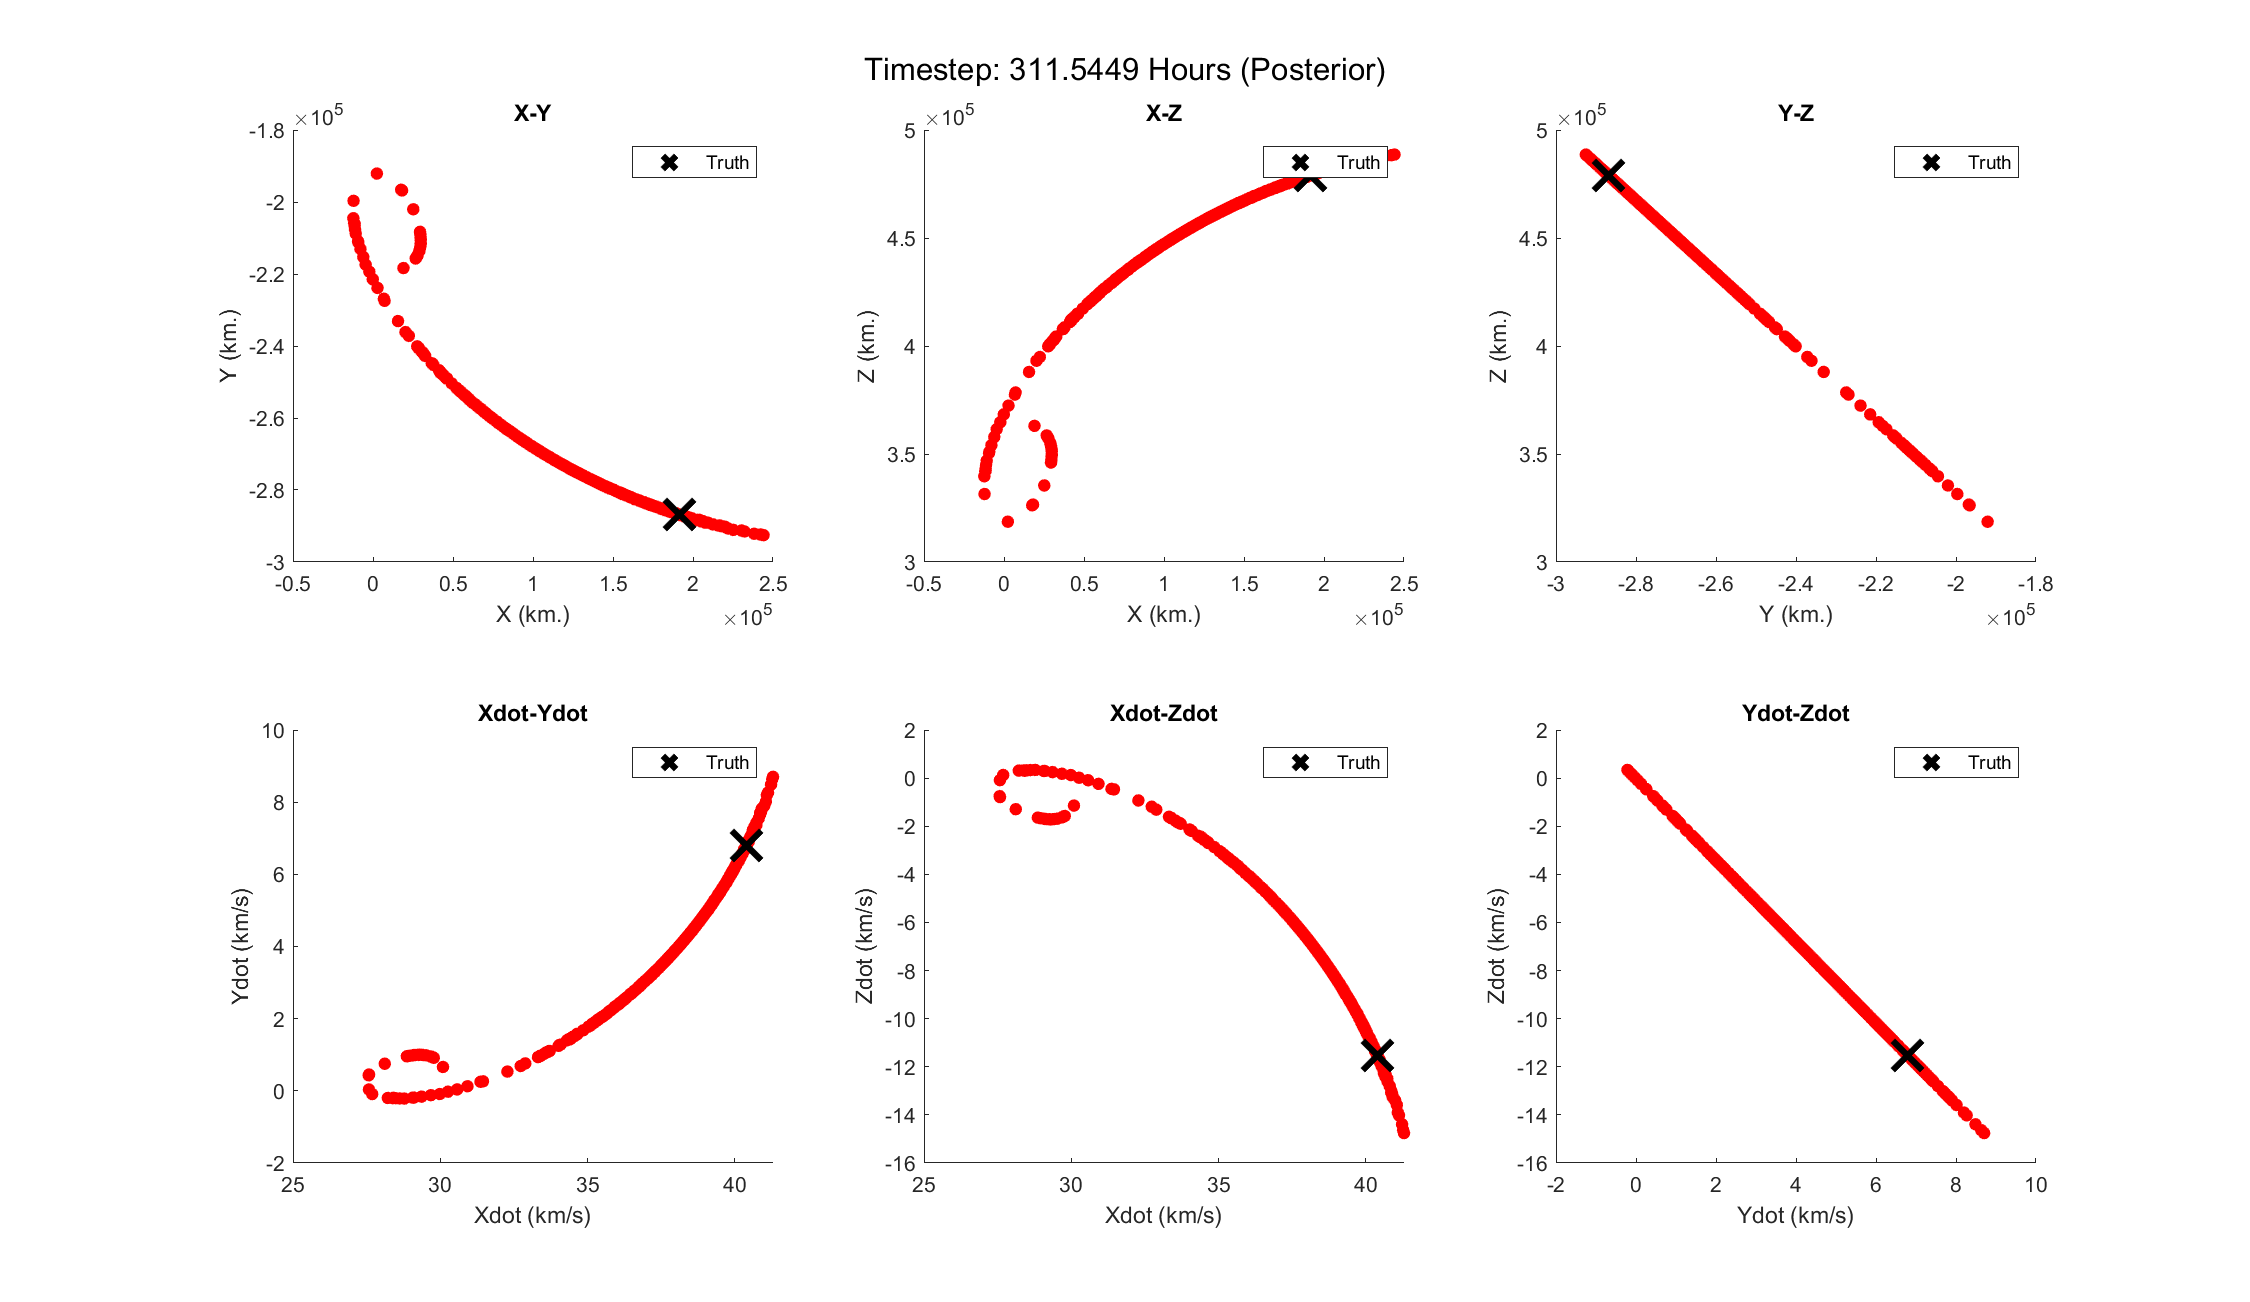 Timestep: 311.5449 Hours (Posterior)
X-Y
×10^5
-1.8
-2
-2.2
-2.4
-2.6
-2.8
-3
Y (km.)
-0.5 0 0.5 1 1.5 2 2.5
X (km.)
×10^5
Truth
X-Z
×10^5
5
4.5
4
3.5
3
Z (km.)
-0.5 0 0.5 1 1.5 2 2.5
X (km.)
×10^5
Truth
Y-Z
×10^5
5
4.5
4
3.5
3
Z (km.)
-3 -2.8 -2.6 -2.4 -2.2 -2 -1.8
Y (km.)
×10^5
Truth
Xdot-Ydot
10
8
6
4
2
0
-2
Ydot (km/s)
25 30 35 40
Xdot (km/s)
Truth
Xdot-Zdot
2
0
-2
-4
-6
-8
-10
-12
-14
-16
Zdot (km/s)
25 30 35 40
Xdot (km/s)
Truth
Ydot-Zdot
2
0
-2
-4
-6
-8
-10
-12
-14
-16
Zdot (km/s)
-2 0 2 4 6 8 10
Ydot (km/s)
Truth